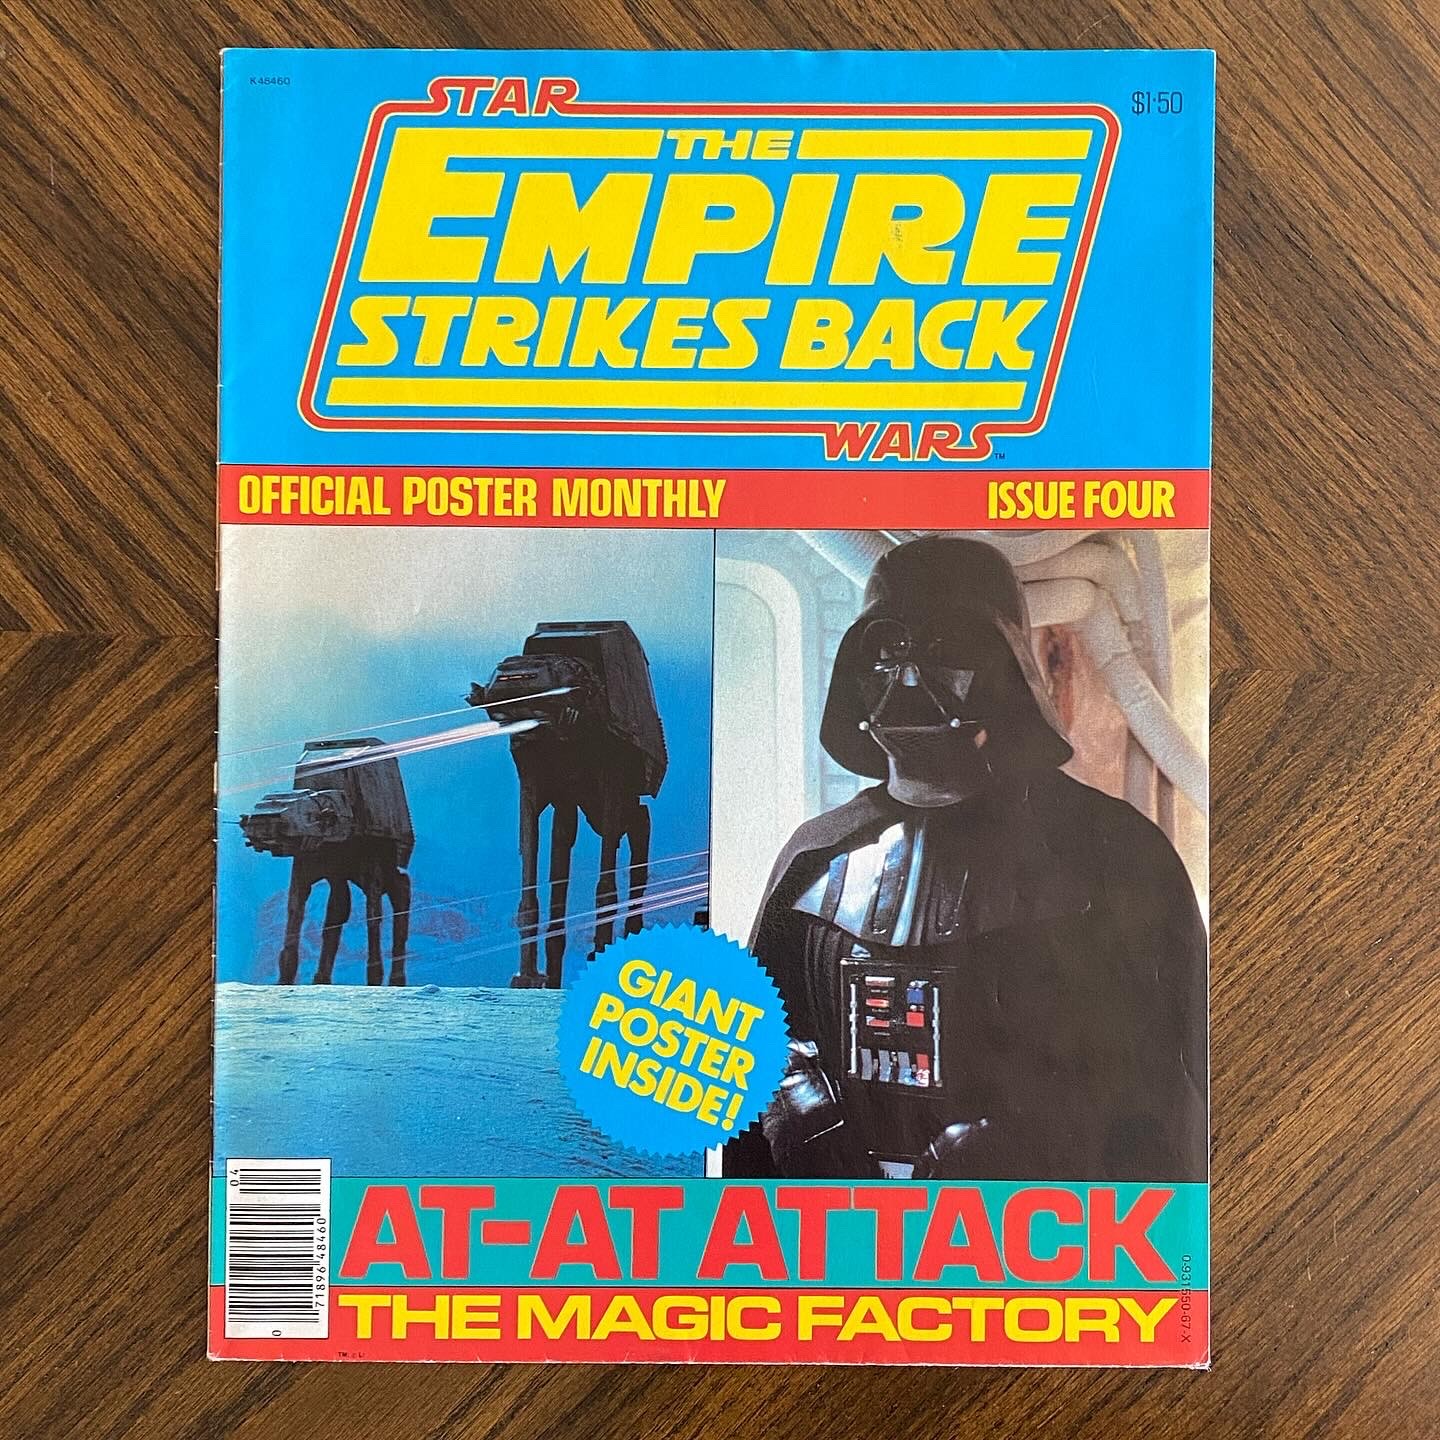 K48460
$1·50
STAR
THE
EMPIRE
STRIKES BACK
WARS™
OFFICIAL POSTER MONTHLY
ISSUE FOUR
GIANT
POSTER
INSIDE!
04
71896 48460
0
AT-AT ATTACK
THE MAGIC FACTORY
0-931550-67-X